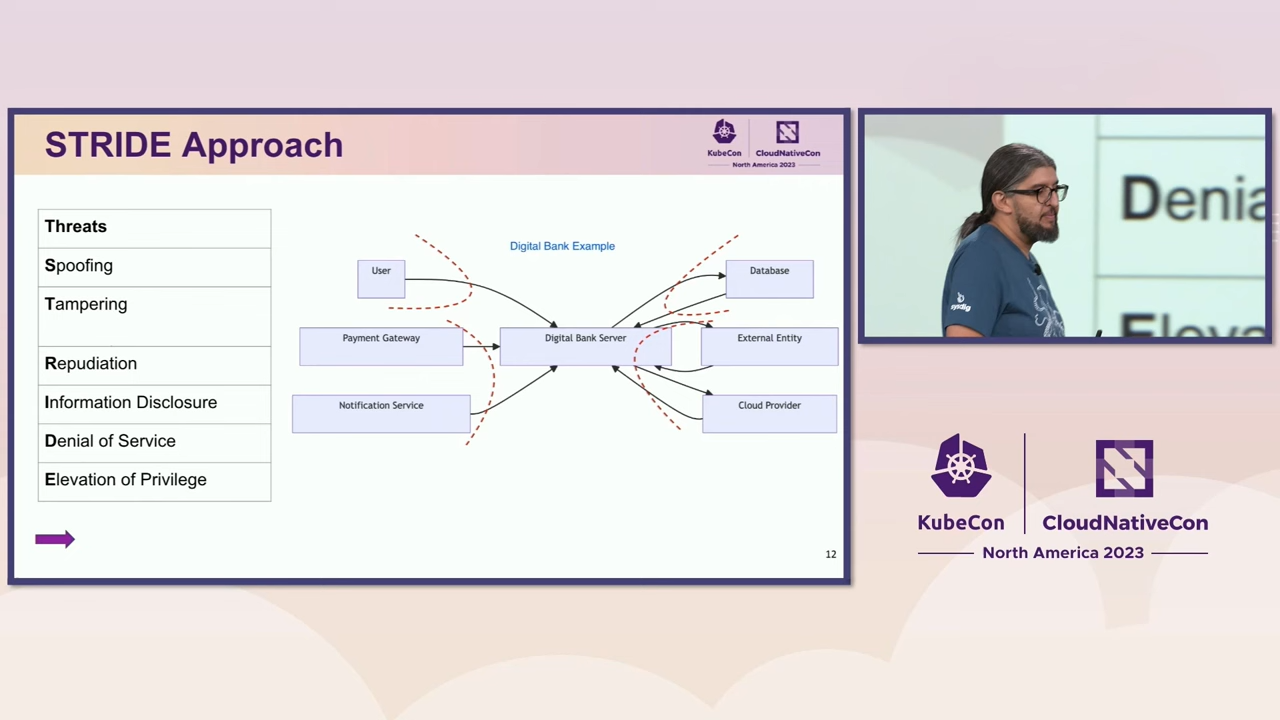 STRIDE Approach
KubeCon
CloudNativeCon
North America 2023
Threats
Spoofing
Tampering
Repudiation
Information Disclosure
Denial of Service
Elevation of Privilege
Digital Bank Example
User
Database
Payment Gateway
Digital Bank Server
External Entity
Notification Service
Cloud Provider
12
Denia
Eleva
sysdig
KubeCon
CloudNativeCon
North America 2023